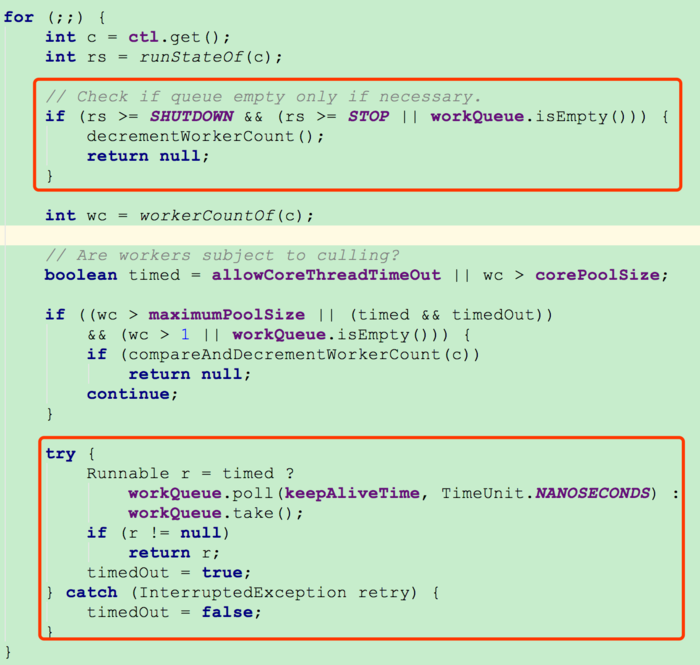 for (;;) {
int c = ctl.get();
int rs = runStateOf(c);
// Check if queue empty only if necessary.
if (rs >= SHUTDOWN && (rs >= STOP || workQueue.isEmpty())) {
decrementWorkerCount();
return null;
}
int wc = workerCountOf(c);
// Are workers subject to culling?
boolean timed = allowCoreThreadTimeOut || wc > corePoolSize;
if ((wc > maximumPoolSize || (timed && timedOut))
&& (wc > 1 || workQueue.isEmpty())) {
if (compareAndDecrementWorkerCount(c))
return null;
continue;
}
try {
Runnable r = timed ?
workQueue.poll(keepAliveTime, TimeUnit.NANOSECONDS) :
workQueue.take();
if (r != null)
return r;
timedOut = true;
} catch (InterruptedException retry) {
timedOut = false;
}
}